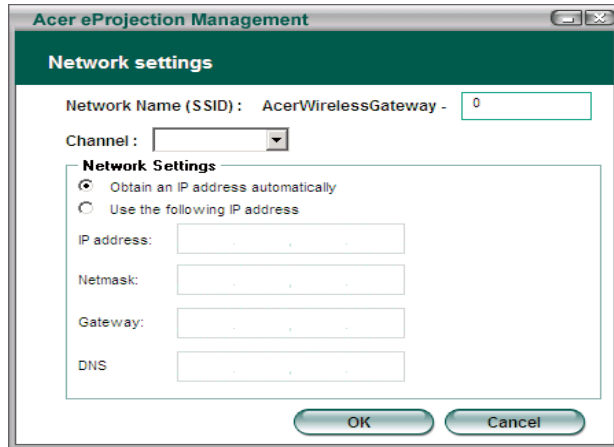 Acer eProjection Management
Network settings
Network Name (SSID) : AcerWirelessGateway - 0
Channel :
Network Settings
Obtain an IP address automatically
Use the following IP address
IP address:
Netmask:
Gateway:
DNS
OK Cancel